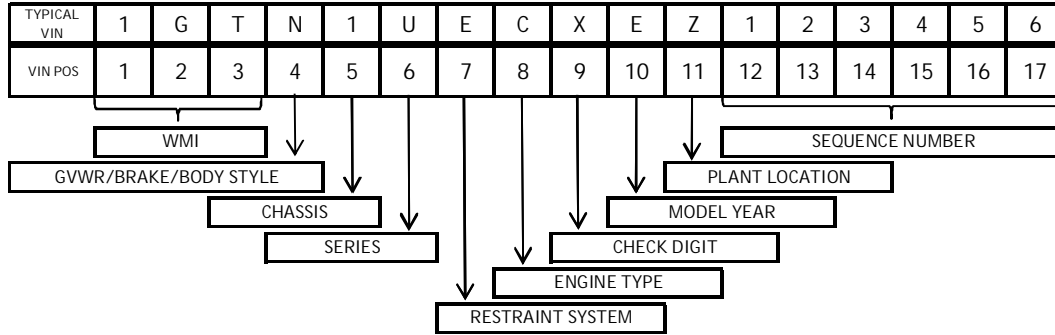 TYPICAL VIN 1 G T N 1 U E C X E Z 1 2 3 4 5 6
VIN POS 1 2 3 4 5 6 7 8 9 10 11 12 13 14 15 16 17
WMI SEQUENCE NUMBER
GVWR/BRAKE/BODY STYLE PLANT LOCATION
CHASSIS MODEL YEAR
SERIES CHECK DIGIT
ENGINE TYPE
RESTRAINT SYSTEM